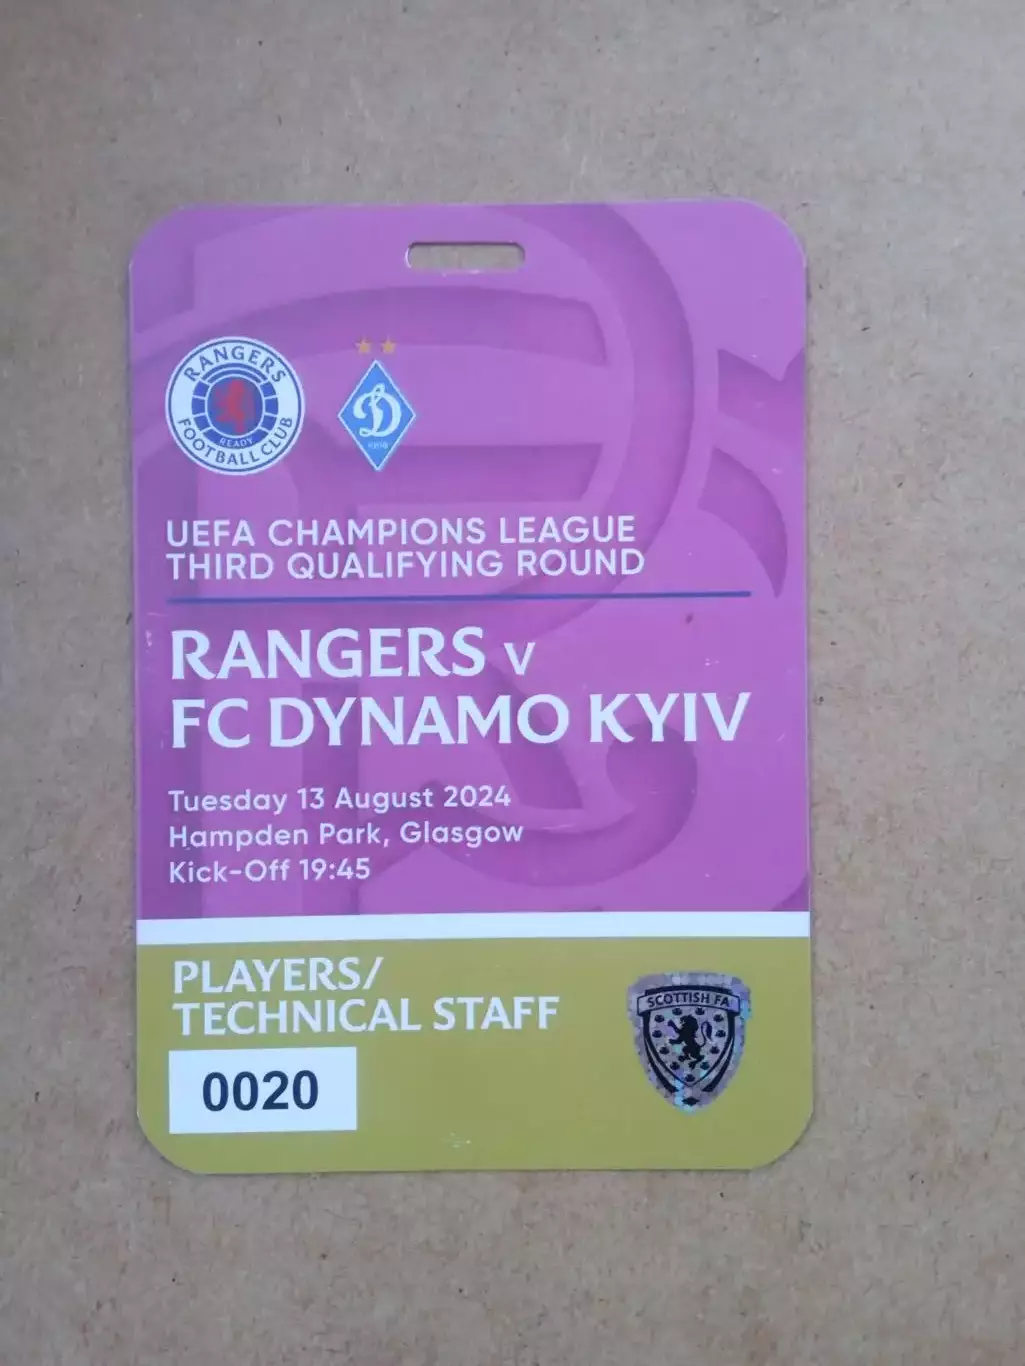 RANGERS
READY
FOOTBALL CLUB
UEFA CHAMPIONS LEAGUE
THIRD QUALIFYING ROUND
RANGERS v
FC DYNAMO KYIV
Tuesday 13 August 2024
Hampden Park, Glasgow
Kick-Off 19:45
PLAYERS/
TECHNICAL STAFF
0020
SCOTTISH FA